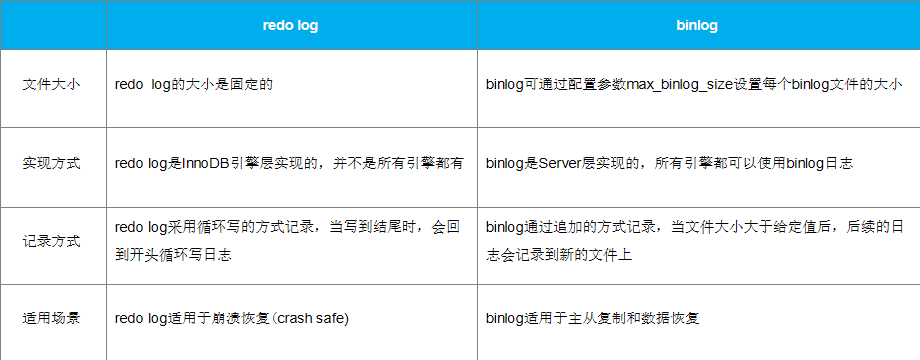 redo log
binlog
文件大小
redo log的大小是固定的
binlog可通过配置参数max_binlog_size设置每个binlog文件的大小
实现方式
redo log是InnoDB引擎层实现的，并不是所有引擎都有
binlog是Server层实现的，所有引擎都可以使用binlog日志
记录方式
redo log采用循环写的方式记录，当写到结尾时，会回
到开头循环写日志
binlog通过追加的方式记录，当文件大小大于给定值后，后续的日
志会记录到新的文件上
适用场景
redo log适用于崩溃恢复(crash safe)
binlog适用于主从复制和数据恢复